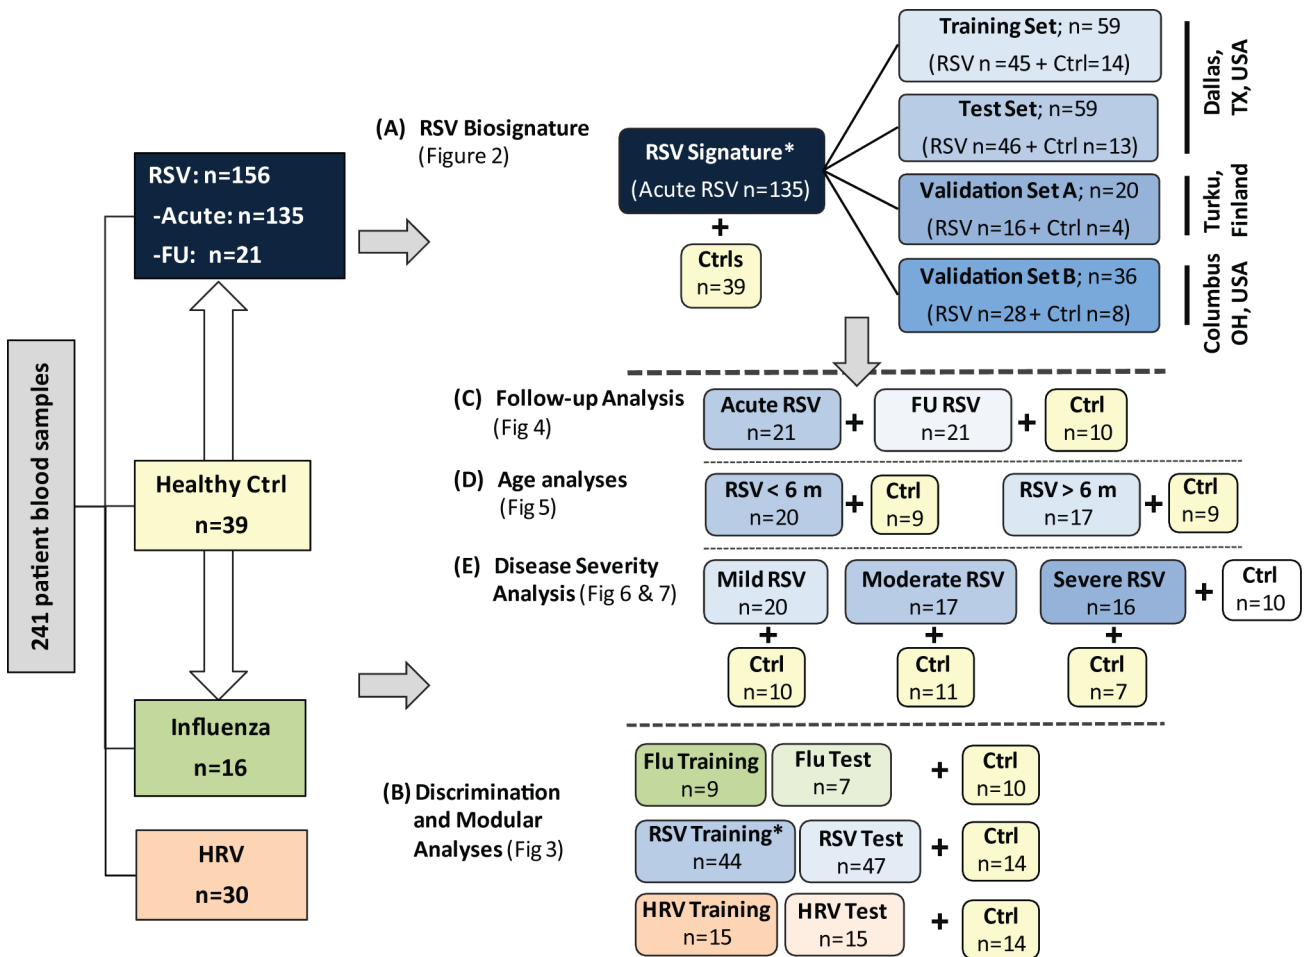 241 patient blood samples
RSV: n=156
-Acute: n=135
-FU: n=21
Healthy Ctrl
n=39
Influenza
n=16
HRV
n=30
(A) RSV Biosignature
(Figure 2)
RSV Signature*
(Acute RSV n=135)
+
Ctrls
n=39
Training Set; n= 59
(RSV n =45 + Ctrl=14)
Test Set; n=59
(RSV n=46 + Ctrl n=13)
Dallas,
TX, USA
Validation Set A; n=20
(RSV n=16 + Ctrl n=4)
Turku,
Finland
Validation Set B; n=36
(RSV n=28 + Ctrl n=8)
Columbus
OH, USA
(C) Follow-up Analysis
(Fig 4)
Acute RSV
n=21
+
FU RSV
n=21
+
Ctrl
n=10
(D) Age analyses
(Fig 5)
RSV < 6 m
n=20
+
Ctrl
n=9
RSV > 6 m
n=17
+
Ctrl
n=9
(E) Disease Severity
Analysis (Fig 6 & 7)
Mild RSV
n=20
+
Ctrl
n=10
Moderate RSV
n=17
+
Ctrl
n=11
Severe RSV
n=16
+
Ctrl
n=7
+
Ctrl
n=10
(B) Discrimination
and Modular
Analyses (Fig 3)
Flu Training
n=9
Flu Test
n=7
+
Ctrl
n=10
RSV Training*
n=44
RSV Test
n=47
+
Ctrl
n=14
HRV Training
n=15
HRV Test
n=15
+
Ctrl
n=14